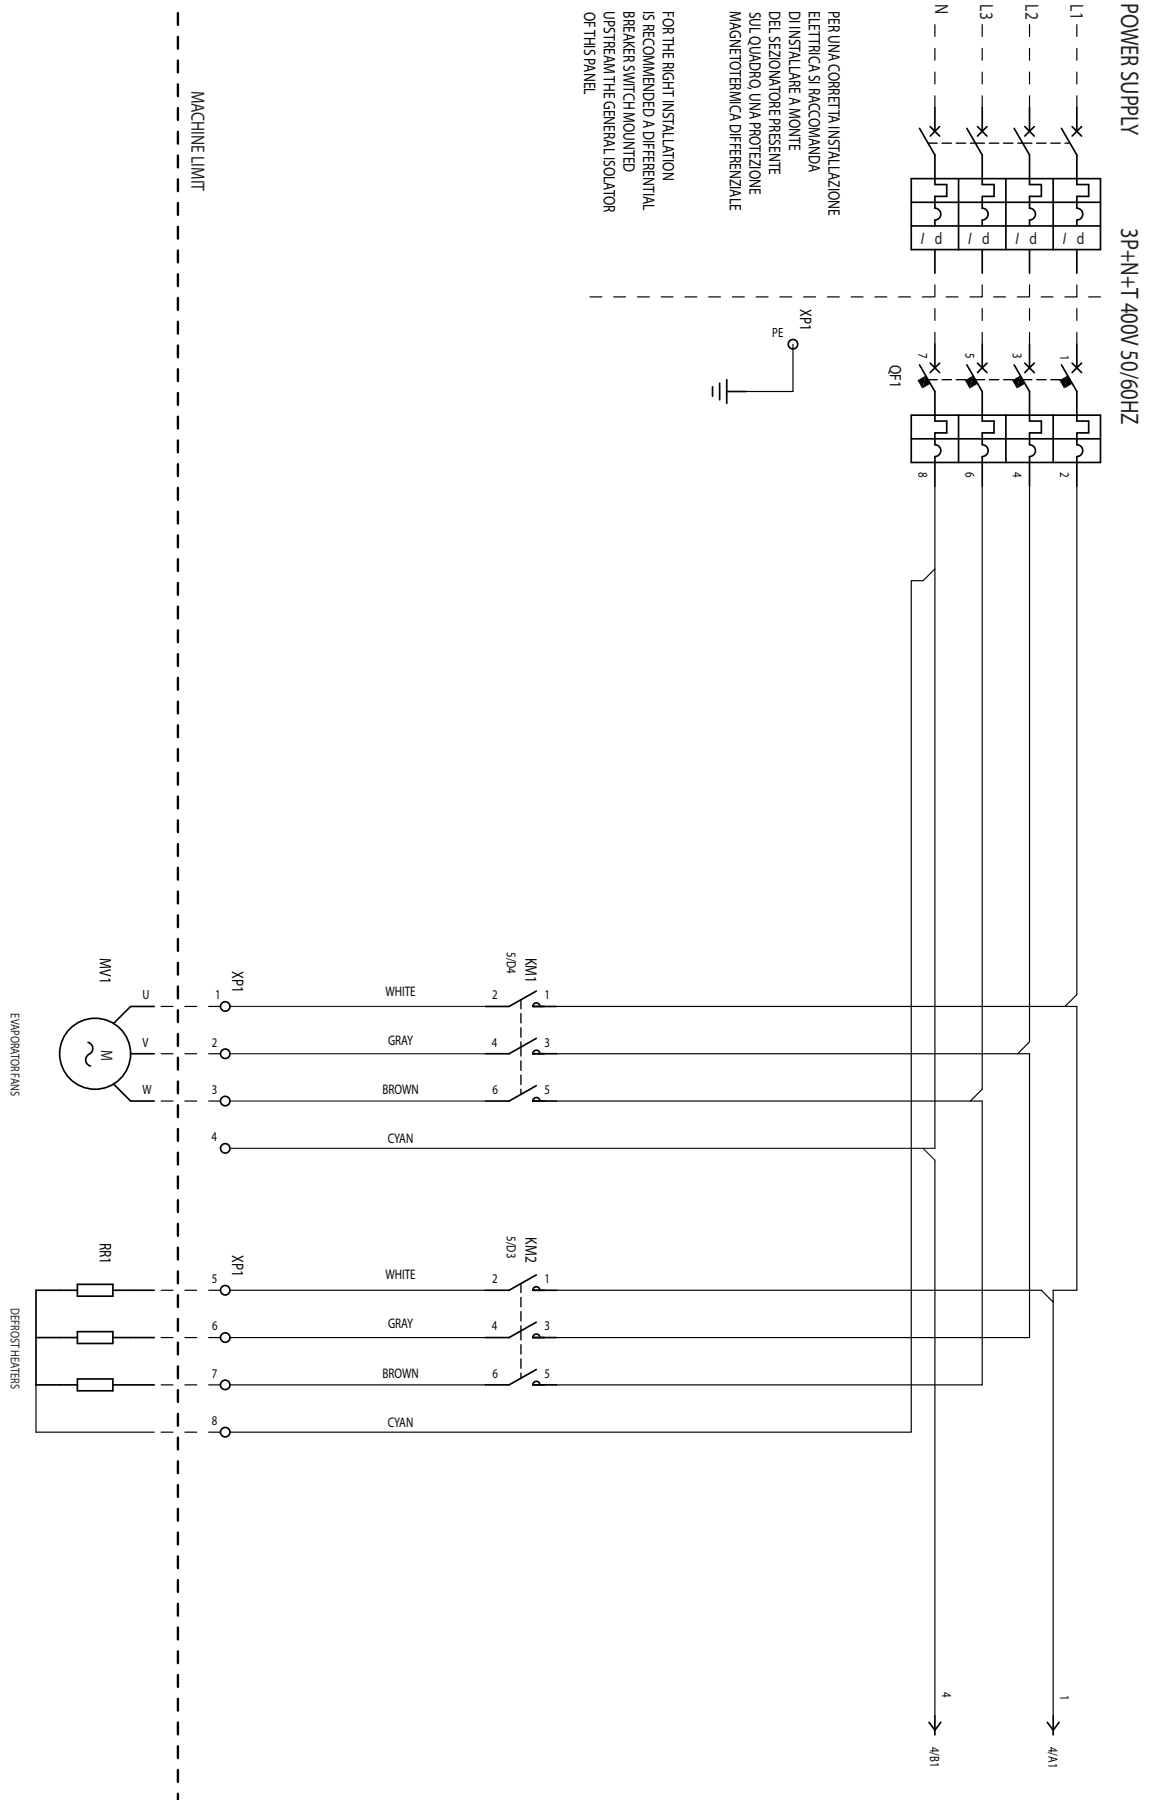 POWER SUPPLY
3P+N+T 400V 50/60HZ
L1
L2
L3
N
I d
I d
I d
I d
PER UNA CORRETTA INSTALLAZIONE
ELETTRICA SI RACCOMANDA
DI INSTALLARE A MONTE
DEL SEZIONATORE PRESENTE
SUL QUADRO, UNA PROTEZIONE
MAGNETOTERMICA DIFFERENZIALE
FOR THE RIGHT INSTALLATION
IS RECOMMENDED A DIFFERENTIAL
BREAKER SWITCH MOUNTED
UPSTREAM THE GENERAL ISOLATOR
OF THIS PANEL
XP1
PE
QF1
1
3
5
7
2
4
6
8
1
4/A1
4
4/B1
KM1
5/D4
1
2
3
4
5
6
WHITE
GRAY
BROWN
CYAN
XP1
1
2
3
4
KM2
5/D3
1
2
3
4
5
6
WHITE
GRAY
BROWN
CYAN
XP1
5
6
7
8
MACHINE LIMIT
MV1
U
V
W
M
EVAPORATOR FANS
RR1
DEFROST HEATERS